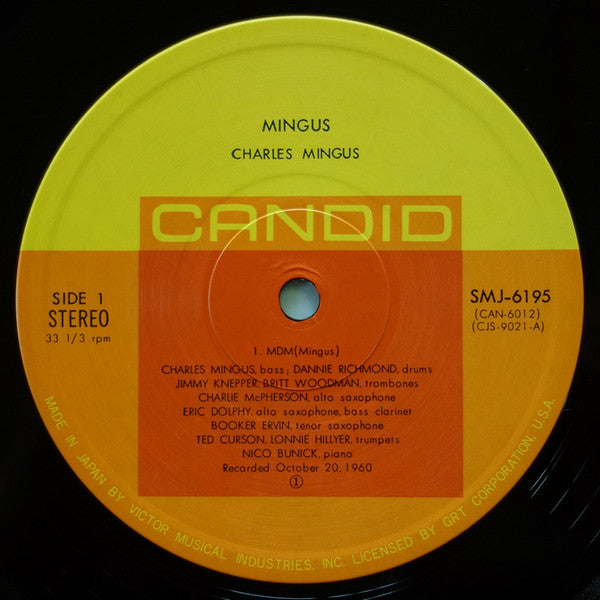 MINGUS
CHARLES MINGUS
CANDID
SIDE 1
STEREO
33 1/3 rpm
SMJ-6195
(CAN-6012)
(CJS-9021-A)
1. MDM(Mingus)
CHARLES MINGUS, bass, DANNIE RICHMOND, drums
JIMMY KNEPPER, BRITT WOODMAN, trombones
CHARLIE McPHERSON, alto saxophone
ERIC DOLPHY, alto saxophone, bass clarinet
BOOKER ERVIN, tenor saxophone
TED CURSON, LONNIE HILLYER, trumpets
NICO BUNICK, piano
Recorded October 20. 1960
①
MADE IN JAPAN BY VICTOR MUSICAL INDUSTRIES, INC. LICENSED BY GRT CORPORATION, U.S.A.